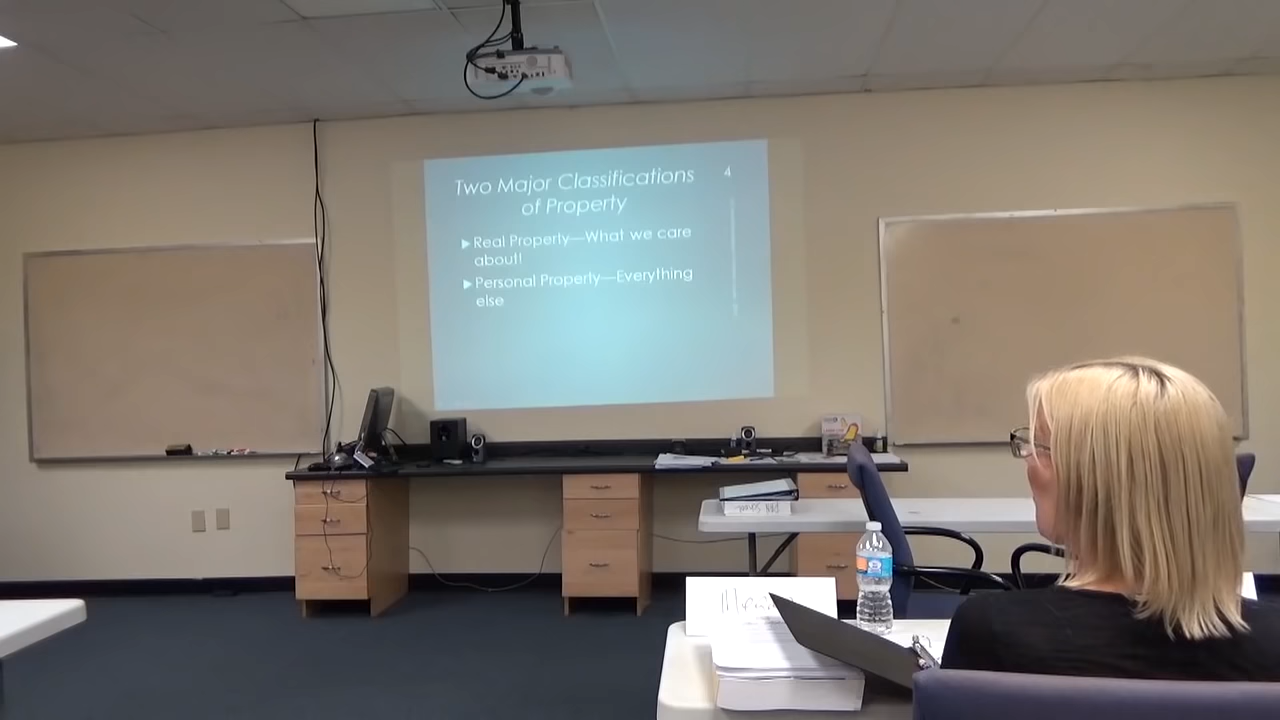 4
Two Major Classifications
of Property
▶Real Property—What we care
about!
▶Personal Property—Everything
else